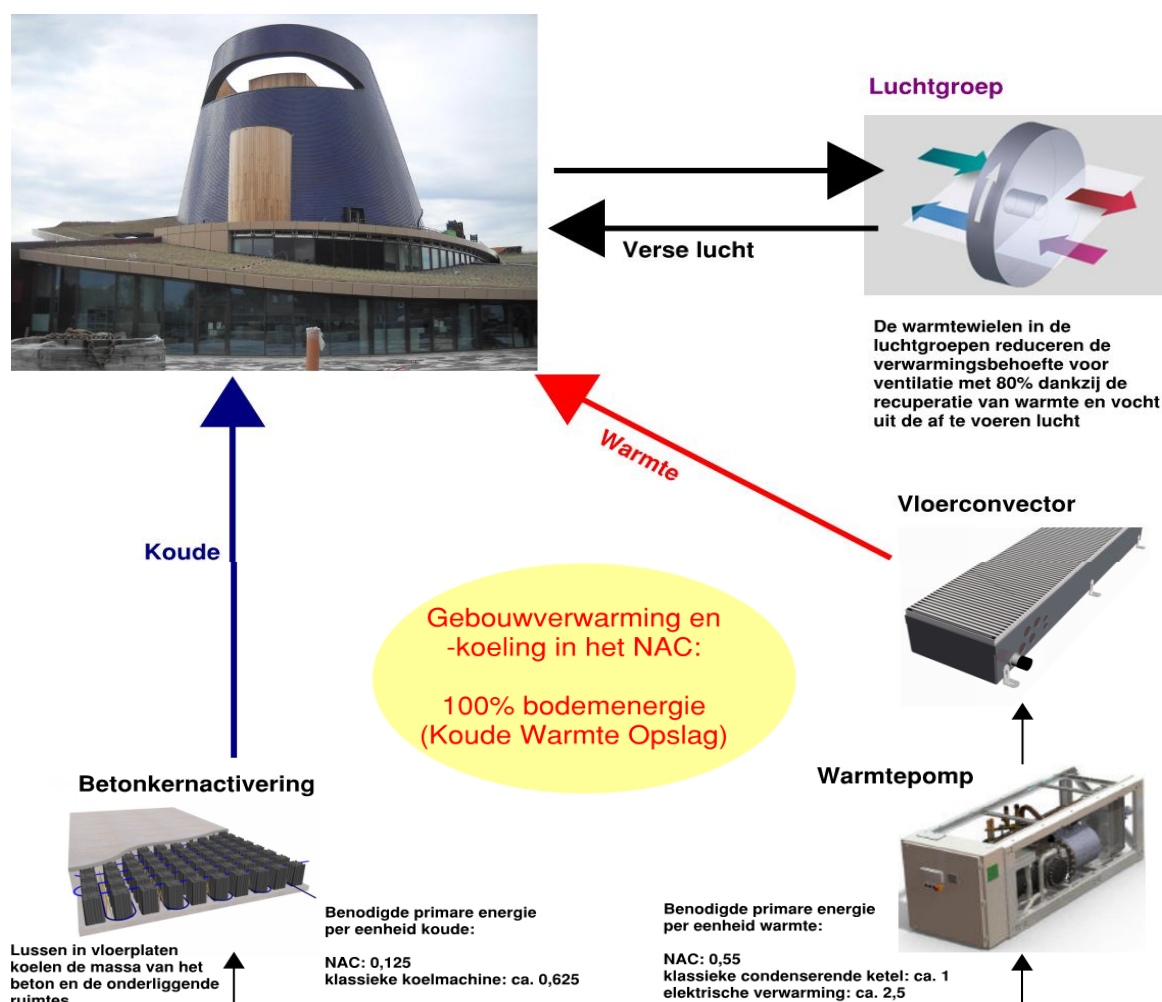 Luchtgroep
Verse lucht
De warmtewielen in de
luchtgroepen reduceren de
verwarmingsbehoefte voor
ventilatie met 80% dankzij de
recuperatie van warmte en vocht
uit de af te voeren lucht
Warmte
Vloerconvector
Koude
Gebouwverwarming en
-koeling in het NAC:
100% bodemenergie
(Koude Warmte Opslag)
Betonkernactivering
Warmtepomp
Benodigde primare energie
per eenheid koude:
NAC: 0,125
klassieke koelmachine: ca. 0,625
Benodigde primare energie
per eenheid warmte:
NAC: 0,55
klassieke condenserende ketel: ca. 1
elektrische verwarming: ca. 2,5
Lussen in vloerplaten
koelen de massa van het
beton en de onderliggende
ruimtes